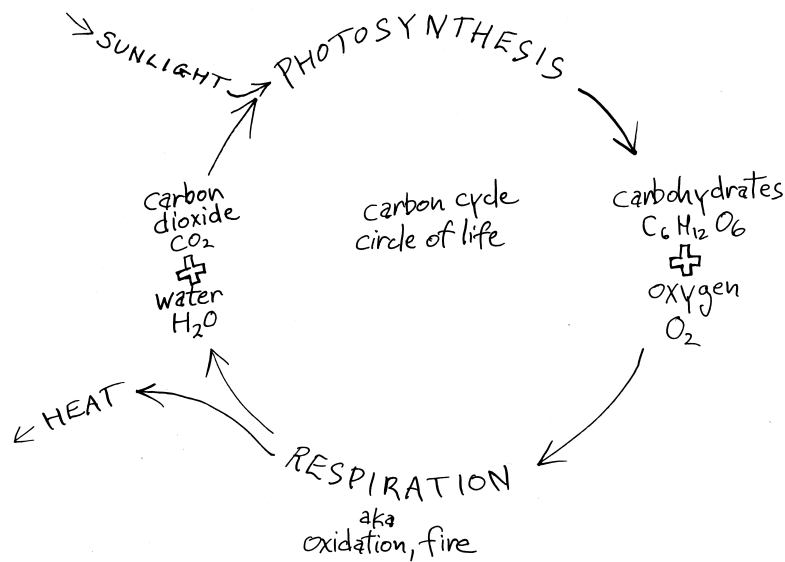 SUNLIGHT
PHOTOSYNTHESIS
carbohydrates
C₆H₁₂O₆
+
oxygen
O₂
RESPIRATION
aka
oxidation, fire
HEAT
carbon
dioxide
CO₂
+
water
H₂O
carbon cycle
circle of life